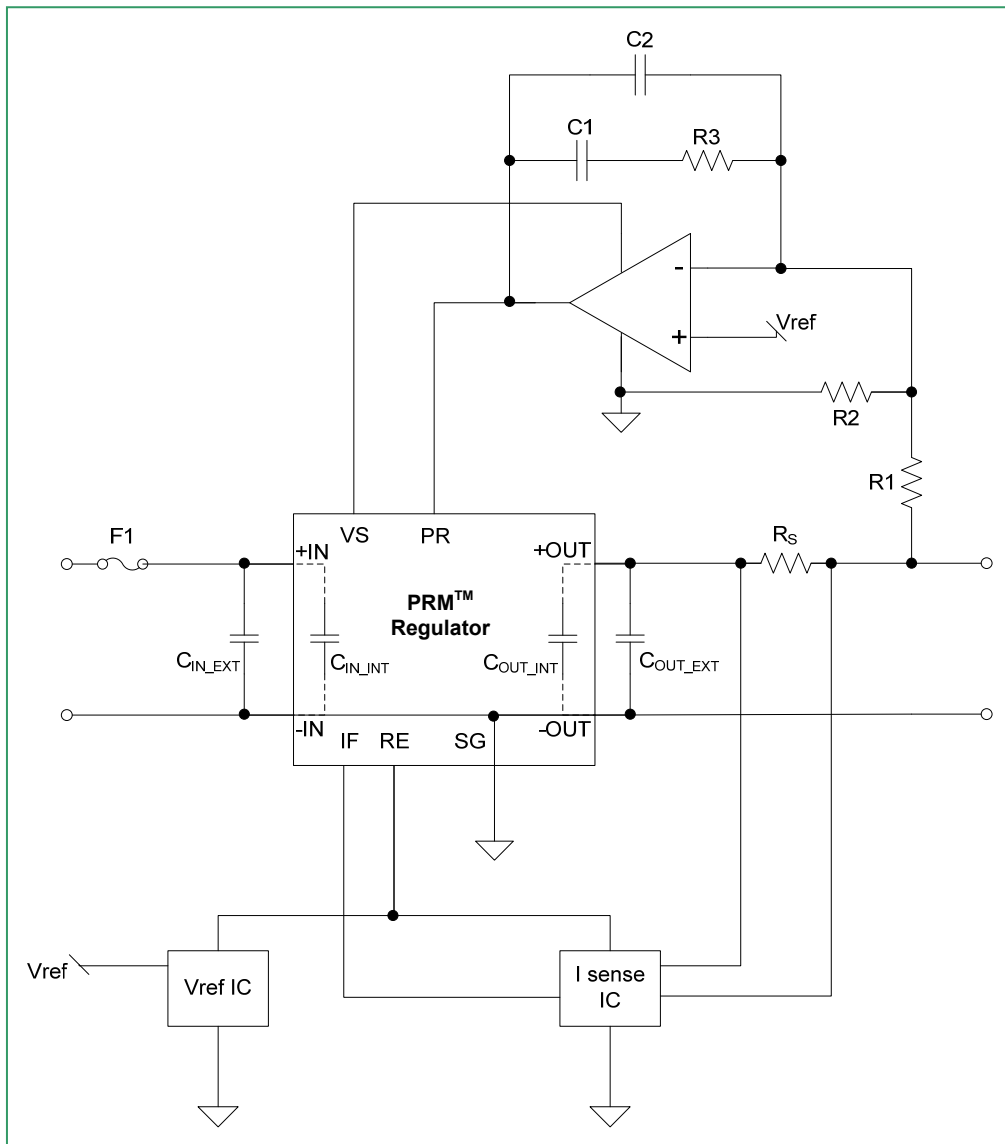 C2
C1
R3
-
+
Vref
R2
R1
F1
VS
PR
+IN
+OUT
RS
PRM™
Regulator
CIN_EXT
CIN_INT
COUT_INT
COUT_EXT
-IN
-OUT
IF
RE
SG
Vref
Vref IC
I sense
IC